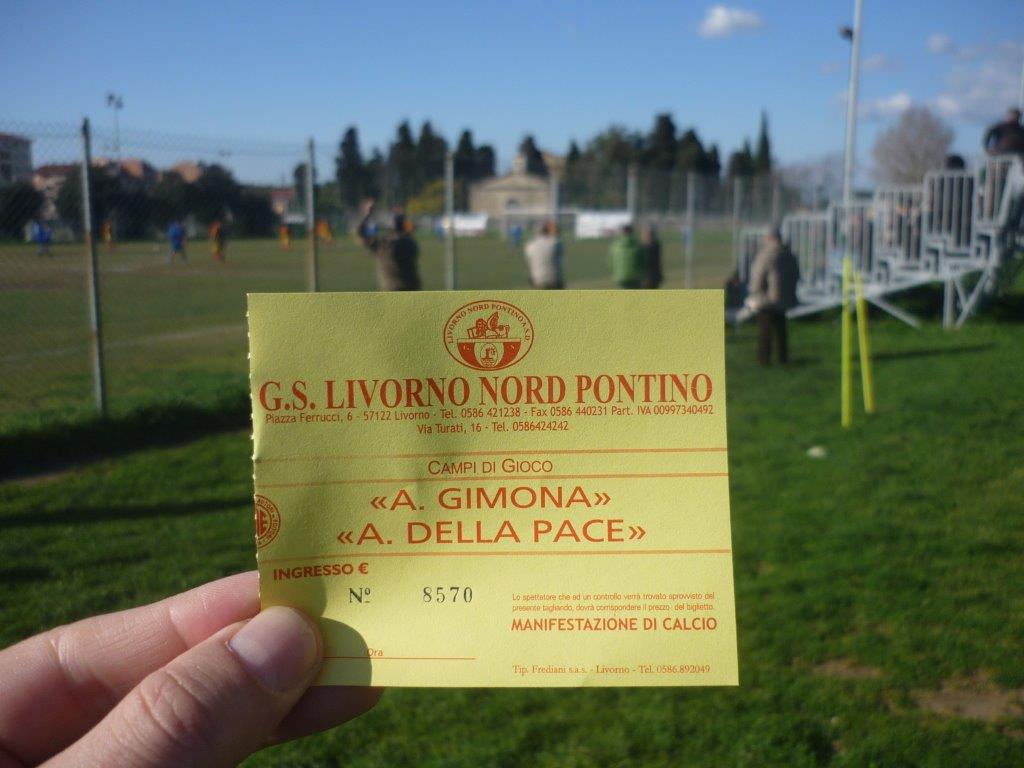 LIVORNO NORD PONTINO A.S.D.
G. S.
G.S. LIVORNO NORD PONTINO
Piazza Ferrucci, 6 - 57122 Livorno - Tel. 0586 421238 - Fax 0586 440231 Part. IVA 00997340492
Via Turati, 16 - Tel. 0586424242
CAMPI DI GIOCO
«A. GIMONA»
«A. DELLA PACE»
INGRESSO €
Nº 8570
Ora
Lo spettatore che ad un controllo verrà trovato sprovvisto del
presente tagliando, dovrà corrispondere il prezzo del biglietto.
MANIFESTAZIONE DI CALCIO
Tip. Frediani s.a.s. - Livorno - Tel. 0586.892049